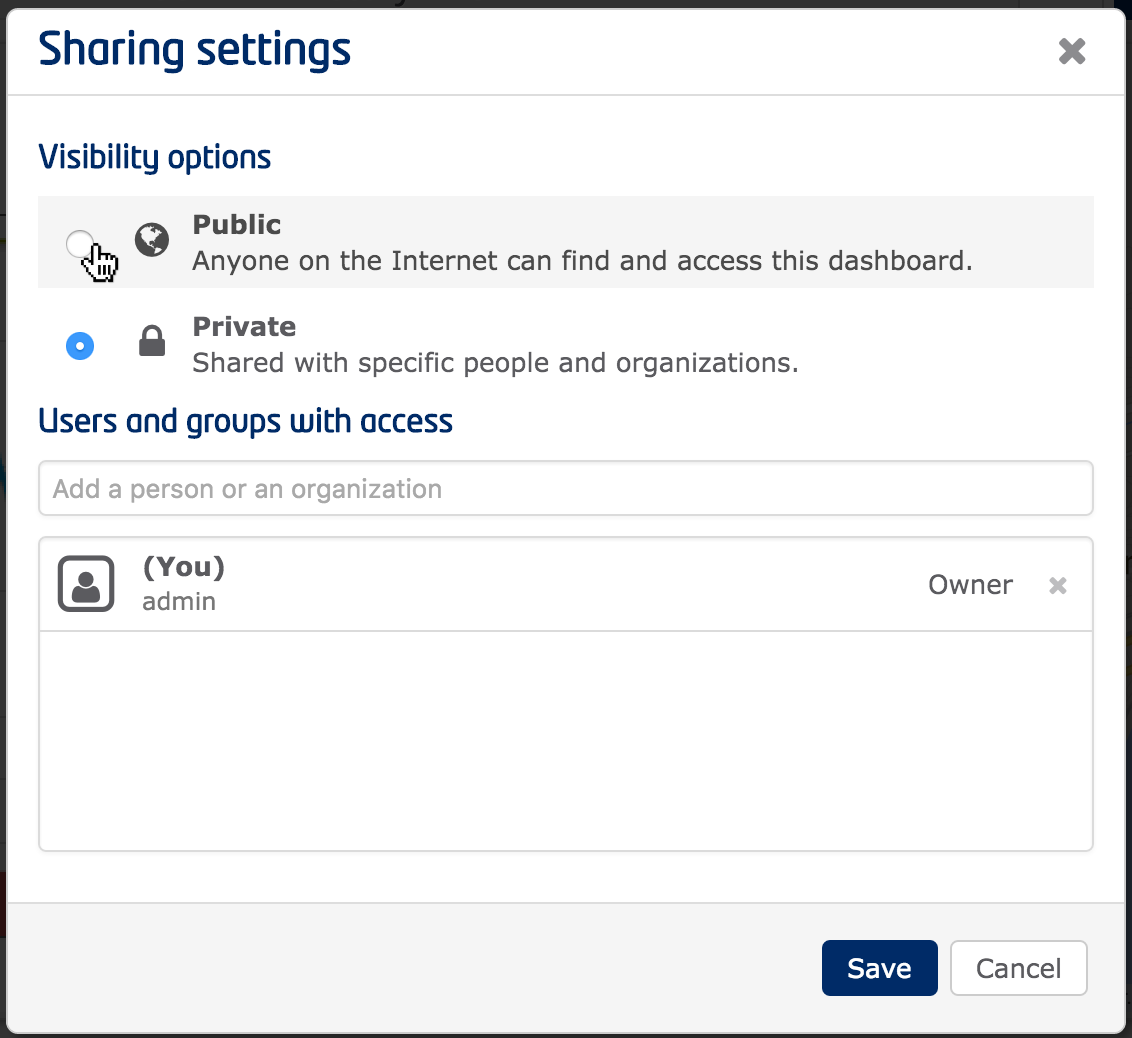 Sharing settings
Visibility options
Public
Anyone on the Internet can find and access this dashboard.
Private
Shared with specific people and organizations.
Users and groups with access
Add a person or an organization
(You)
admin
Owner
Save
Cancel